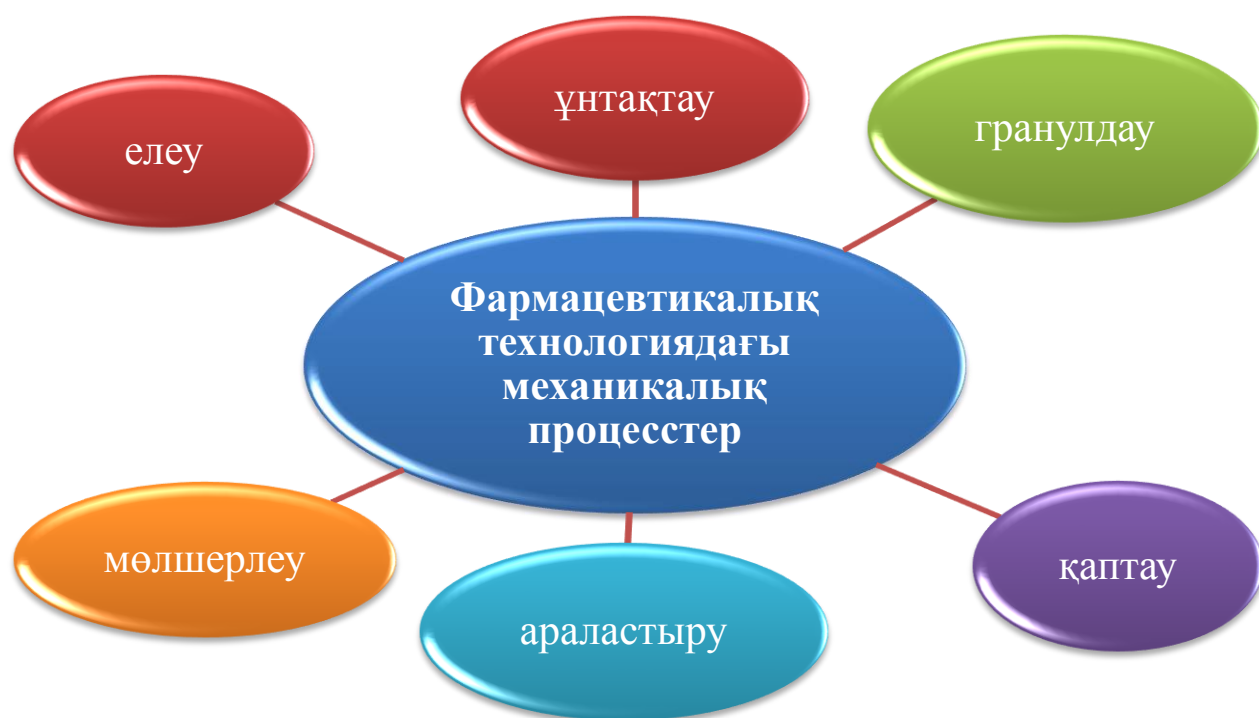 ұнтақтау
елеу
гранулдау
Фармацевтикалық
технологиядағы
механикалық
процесстер
мөлшерлеу
араластыру
қаптау